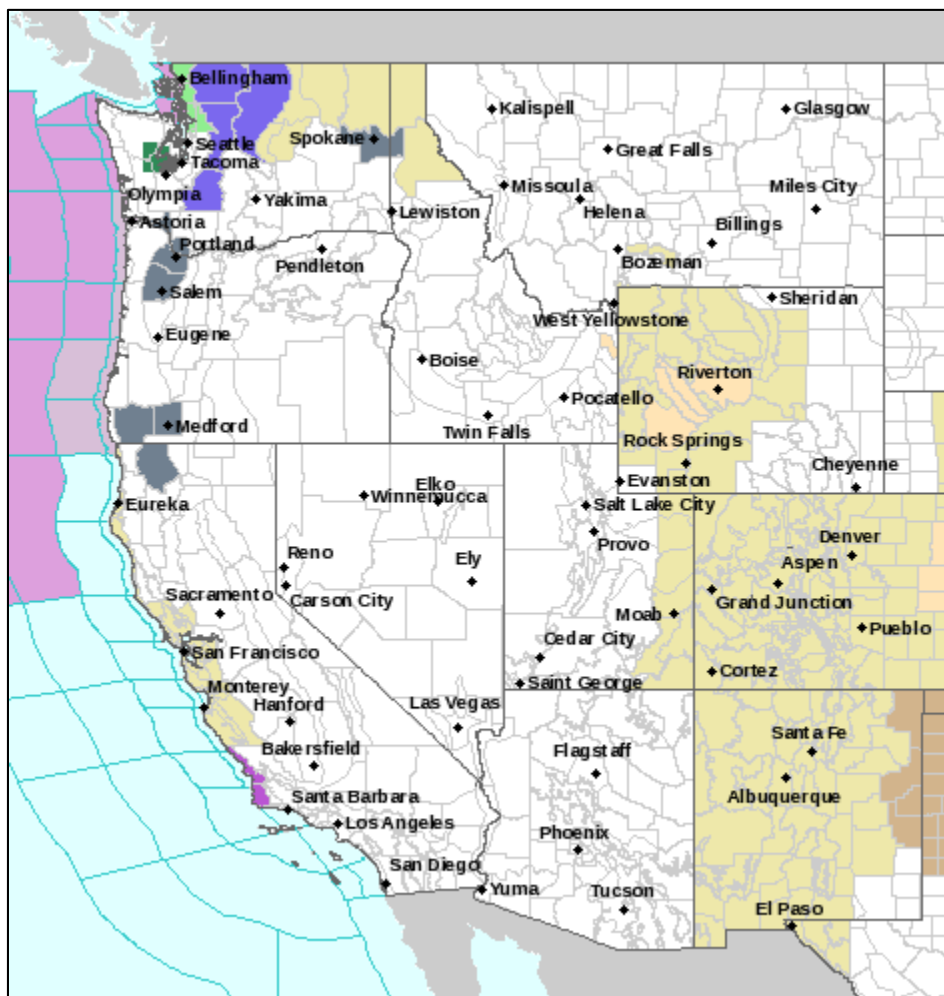 Bellingham
Kalispell
Glasgow
Spokane
Seattle
Great Falls
Tacoma
Missoula
Miles City
Olympia
Yakima
Lewiston
Helena
Astoria
Billings
Portland
Pendleton
Bozeman
Salem
Sheridan
West Yellowstone
Eugene
Boise
Riverton
Pocatello
Medford
Twin Falls
Rock Springs
Cheyenne
Evanston
Elko
Winnemucca
Eureka
Salt Lake City
Denver
Provo
Reno
Ely
Aspen
Sacramento
Carson City
Grand Junction
Moab
Pueblo
Cedar City
San Francisco
Cortez
Saint George
Monterey
Hanford
Las Vegas
Bakersfield
Flagstaff
Santa Fe
Albuquerque
Santa Barbara
Los Angeles
Phoenix
San Diego
Yuma
Tucson
El Paso